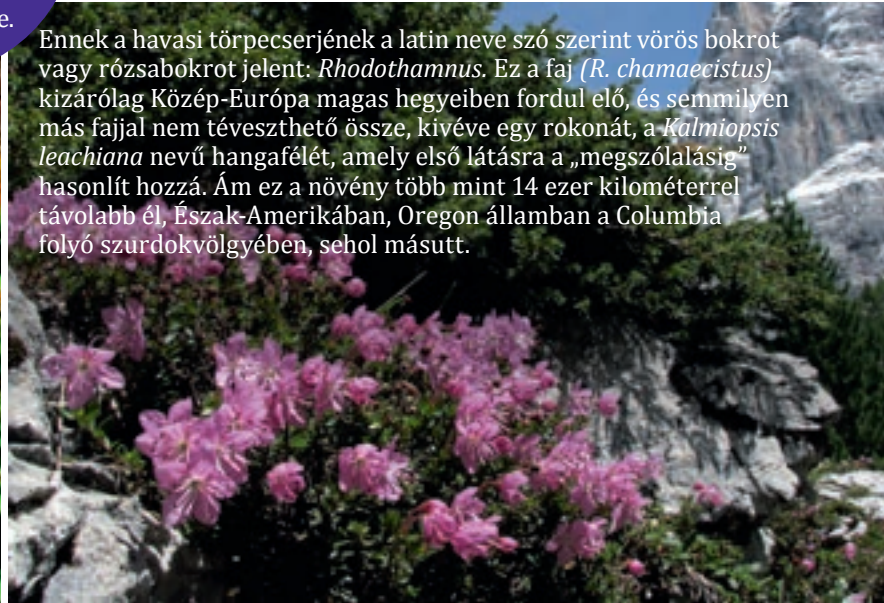 e.
Ennek a havasi törpecserjének a latin neve szó szerint vörös bokrot
vagy rózsabokrot jelent: Rhodothamnus. Ez a faj (R. chamaecistus)
kizárólag Közép-Európa magas hegyeiben fordul elő, és semmilyen
más fajjal nem téveszthető össze, kivéve egy rokonát, a Kalmiopsis
leachiana nevű hangafélét, amely első látásra a „megszólalásig”
hasonlít hozzá. Ám ez a növény több mint 14 ezer kilométerrel
távolabb él, Észak-Amerikában, Oregon államban a Columbia
folyó szurdokvölgyében, sehol másutt.